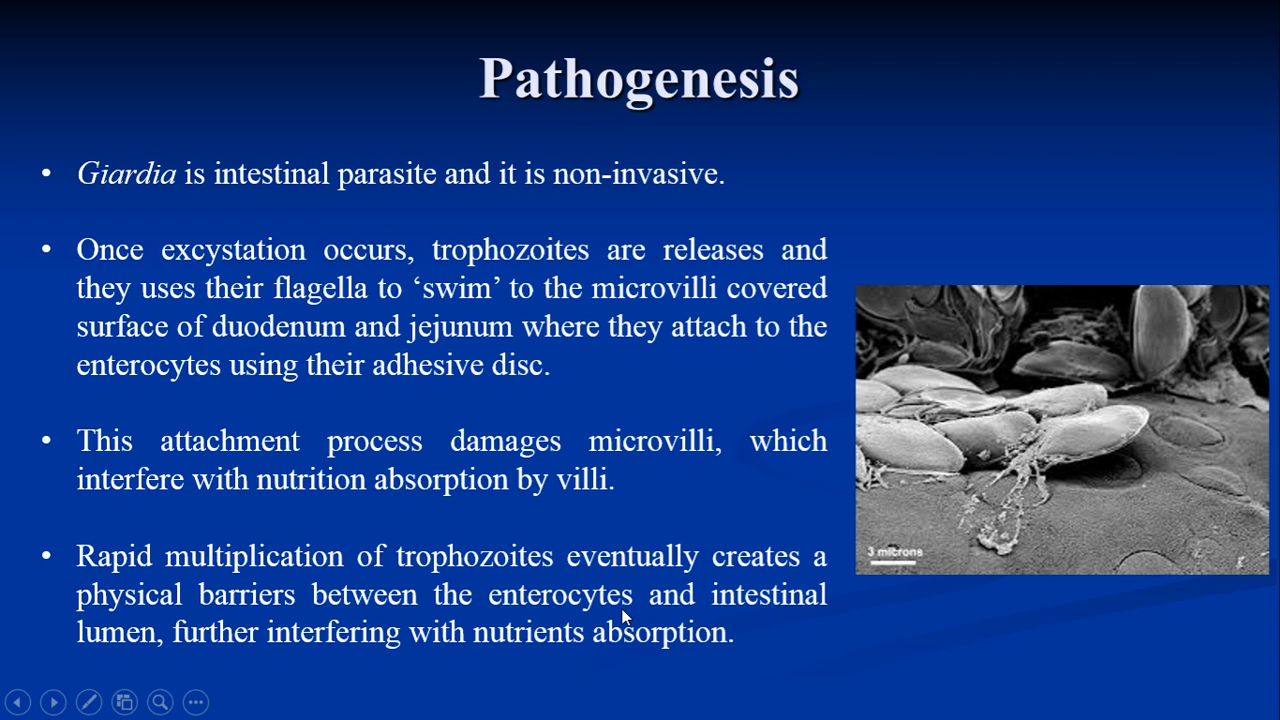 Pathogenesis
• Giardia is intestinal parasite and it is non-invasive.
• Once excystation occurs, trophozoites are releases and
they uses their flagella to ‘swim’ to the microvilli covered
surface of duodenum and jejunum where they attach to the
enterocytes using their adhesive disc.
• This attachment process damages microvilli, which
interfere with nutrition absorption by villi.
• Rapid multiplication of trophozoites eventually creates a
physical barriers between the enterocytes and intestinal
lumen, further interfering with nutrients absorption.
3 microns